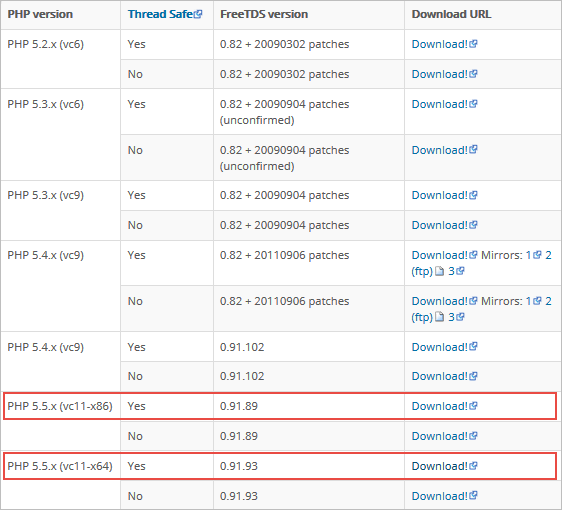 PHP version Thread Safe FreeTDS version Download URL
PHP 5.2.x (vc6) Yes 0.82 + 20090302 patches Download!
No 0.82 + 20090302 patches Download!
PHP 5.3.x (vc6) Yes 0.82 + 20090904 patches Download!
(unconfirmed)
No 0.82 + 20090904 patches Download!
(unconfirmed)
PHP 5.3.x (vc9) Yes 0.82 + 20090904 patches Download!
No 0.82 + 20090904 patches Download!
PHP 5.4.x (vc9) Yes 0.82 + 20110906 patches Download! Mirrors: 1 2
(ftp) 3
No 0.82 + 20110906 patches Download! Mirrors: 1 2
(ftp) 3
PHP 5.4.x (vc9) Yes 0.91.102 Download!
No 0.91.102 Download!
PHP 5.5.x (vc11-x86) Yes 0.91.89 Download!
No 0.91.89 Download!
PHP 5.5.x (vc11-x64) Yes 0.91.93 Download!
No 0.91.93 Download!